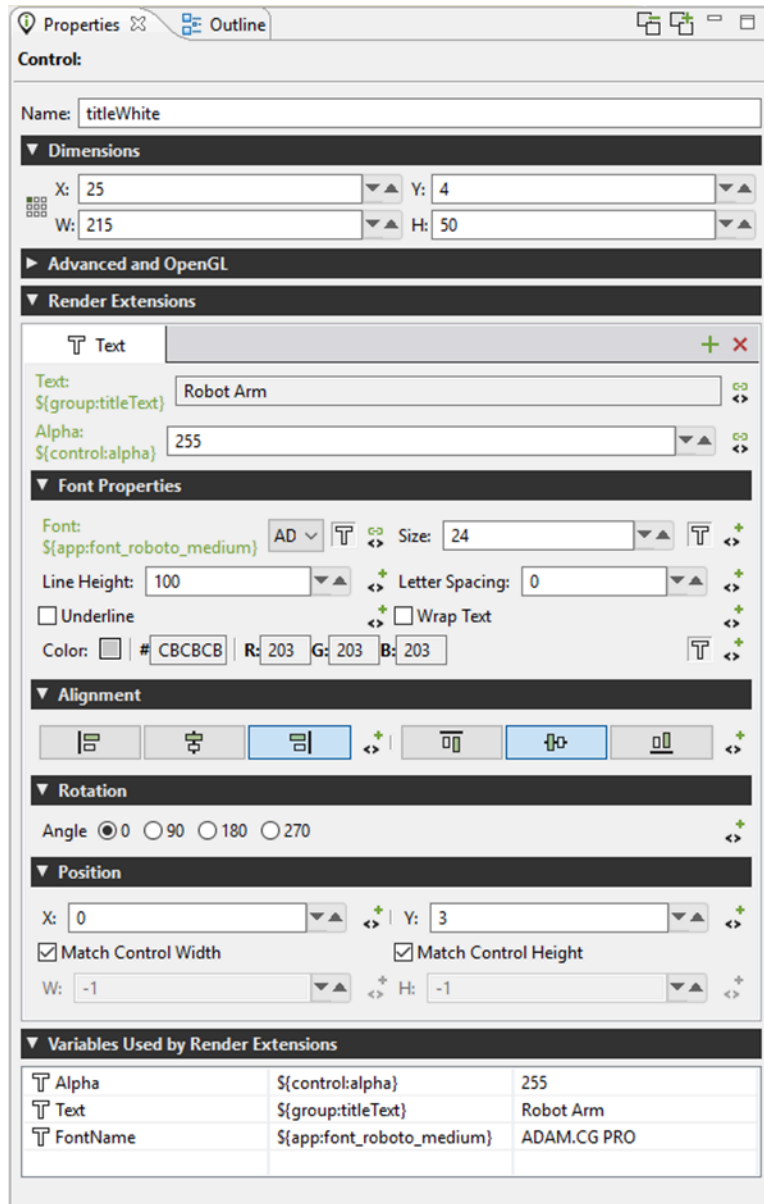 Properties Outline
Control:
Name: titleWhite
Dimensions
X: 25 Y: 4
W: 215 H: 50
Advanced and OpenGL
Render Extensions
Text
Text:
${group:titleText} Robot Arm
Alpha:
${control:alpha} 255
Font Properties
Font:
${app:font_roboto_medium} AD Size: 24
Line Height: 100 Letter Spacing: 0
Underline Wrap Text
Color: # CBCBCB R: 203 G: 203 B: 203
Alignment
Rotation
Angle 0 90 180 270
Position
X: 0 Y: 3
Match Control Width Match Control Height
W: -1 H: -1
Variables Used by Render Extensions
Alpha ${control:alpha} 255
Text ${group:titleText} Robot Arm
FontName ${app:font_roboto_medium} ADAM.CG PRO